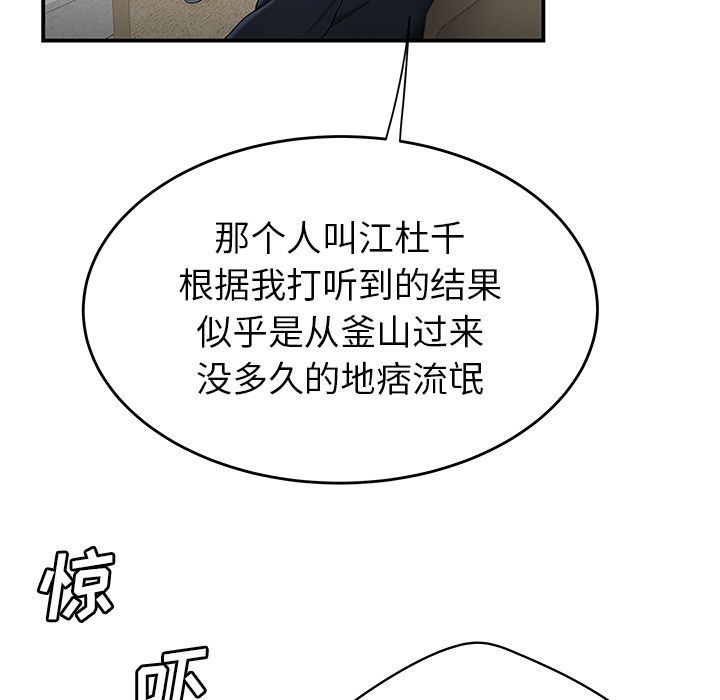 那个人叫江杜千
根据我打听到的结果
似乎是从釜山过来
没多久的地痞流氓
惊
吓